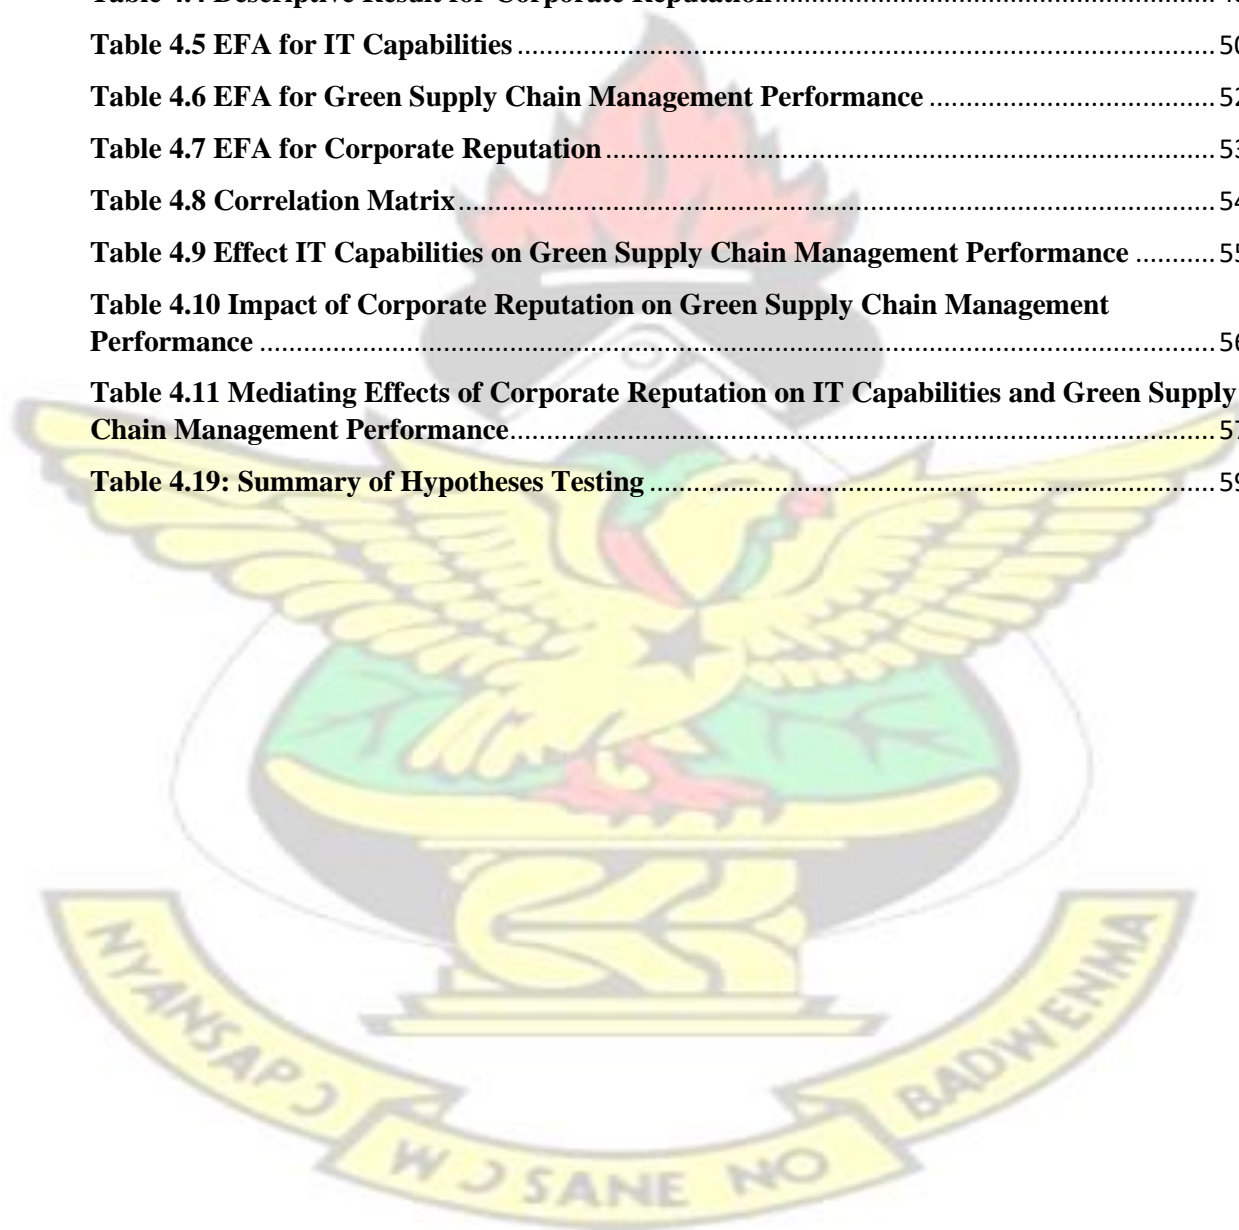 Table 4.5 EFA for IT Capabilities ........ 50
Table 4.6 EFA for Green Supply Chain Management Performance ........ 52
Table 4.7 EFA for Corporate Reputation ........ 53
Table 4.8 Correlation Matrix ........ 54
Table 4.9 Effect IT Capabilities on Green Supply Chain Management Performance ........ 55
Table 4.10 Impact of Corporate Reputation on Green Supply Chain Management
Performance ........ 56
Table 4.11 Mediating Effects of Corporate Reputation on IT Capabilities and Green Supply
Chain Management Performance ........ 57
Table 4.19: Summary of Hypotheses Testing ........ 59
NYANSAPƆ
WƆSANE NO
BADWENMA